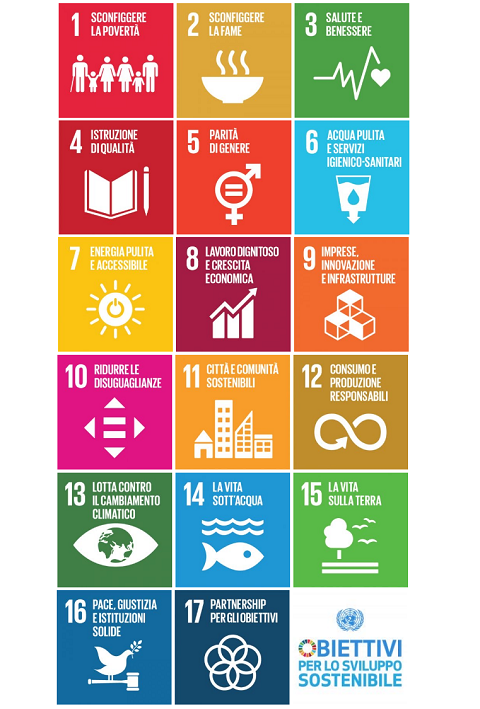 1 SCONFIGGERE
LA POVERTÀ
2 SCONFIGGERE
LA FAME
3 SALUTE E
BENESSERE
4 ISTRUZIONE
DI QUALITÀ
5 PARITÀ
DI GENERE
6 ACQUA PULITA
E SERVIZI
IGIENICO-SANITARI
7 ENERGIA PULITA
E ACCESSIBILE
8 LAVORO DIGNITOSO
E CRESCITA
ECONOMICA
9 IMPRESE,
INNOVAZIONE
E INFRASTRUTTURE
10 RIDURRE LE
DISUGUAGLIANZE
11 CITTÀ E COMUNITÀ
SOSTENIBILI
12 CONSUMO E
PRODUZIONE
RESPONSABILI
13 LOTTA CONTRO
IL CAMBIAMENTO
CLIMATICO
14 LA VITA
SOTT'ACQUA
15 LA VITA
SULLA TERRA
16 PACE, GIUSTIZIA
E ISTITUZIONI
SOLIDE
17 PARTNERSHIP
PER GLI OBIETTIVI
OBIETTIVI
PER LO SVILUPPO
SOSTENIBILE